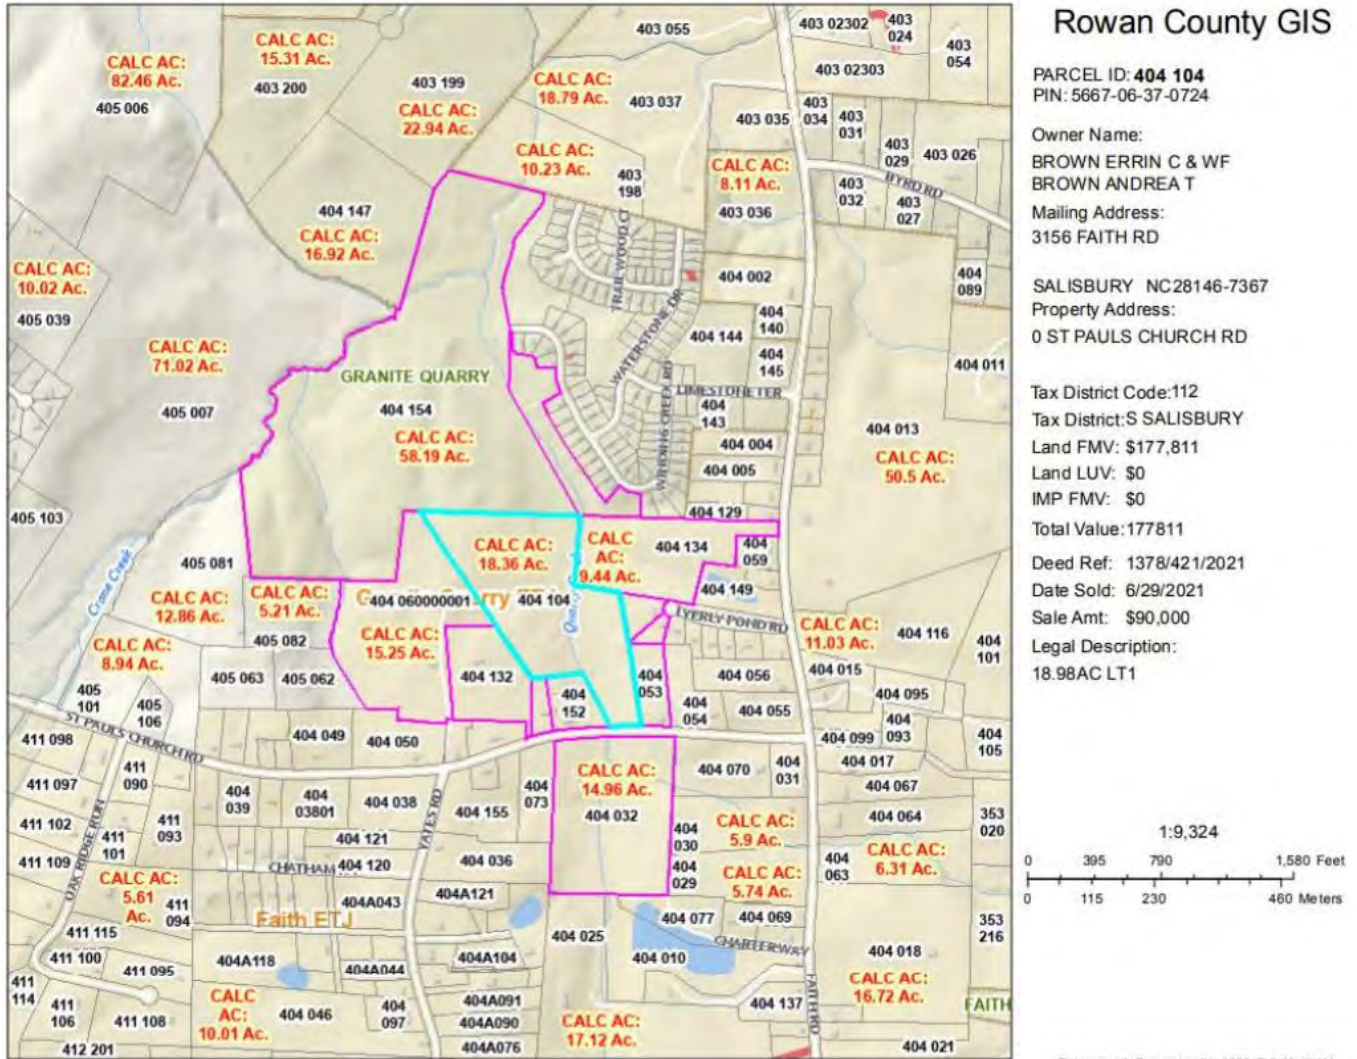 Rowan County GIS
PARCEL ID: 404 104
PIN: 5667-06-37-0724
Owner Name:
BROWN ERRIN C & WF
BROWN ANDREA T
Mailing Address:
3156 FAITH RD
SALISBURY NC28146-7367
Property Address:
0 ST PAULS CHURCH RD
Tax District Code:112
Tax District:S SALISBURY
Land FMV: $177,811
Land LUV: $0
IMP FMV: $0
Total Value:177811
Deed Ref: 1378/421/2021
Date Sold: 6/29/2021
Sale Amt: $90,000
Legal Description:
18.98AC LT1
1:9,324
0 395 790 1,580 Feet
0 115 230 460 Meters
CALC AC:
82.46 Ac.
405 006
CALC AC:
15.31 Ac.
403 200
403 199
CALC AC:
22.94 Ac.
CALC AC:
18.79 Ac.
403 037
403 055
403 02302
403
024
403
054
403 02303
403 035
403
034
403
031
403
029
403 026
BYRD RD
403
032
403
027
CALC AC:
10.23 Ac.
403
198
CALC AC:
8.11 Ac.
403 036
404 147
CALC AC:
16.92 Ac.
CALC AC:
10.02 Ac.
405 039
TRAILWOOD CT
404 002
404
089
404
140
404 144
404
145
WATERSTONE DR
404 011
CALC AC:
71.02 Ac.
405 007
GRANITE QUARRY
404 154
CALC AC:
58.19 Ac.
LIMESTONE TER
404
143
WINDING CREEK RD
404 004
404 005
404 013
CALC AC:
50.5 Ac.
404 129
405 103
Crane Creek
405 081
CALC AC:
18.36 Ac.
CALC
AC:
9.44 Ac.
404 134
404
059
404 149
CALC AC:
12.86 Ac.
CALC AC:
5.21 Ac.
404 060000001
404 104
LYERLY POND RD
CALC AC:
11.03 Ac.
404 116
404
101
CALC AC:
8.94 Ac.
405 082
CALC AC:
15.25 Ac.
405 063
405 062
404 132
404
152
404
053
404 056
404 015
404 095
405
101
405
106
404
054
404 055
404
093
404 099
404
105
ST PAULS CHURCH RD
411 098
404 049
404 050
411 097
411
090
404
039
404
03801
404 038
YATES RD
404 155
404
073
CALC AC:
14.96 Ac.
404 032
404 070
404
031
404 017
404 067
404 064
353
020
411 102
411
101
411
093
OAK RIDGE RUN
404 121
411 109
CHATHAM
404 120
404 036
404
030
CALC AC:
5.9 Ac.
404
029
CALC AC:
5.74 Ac.
404
063
CALC AC:
6.31 Ac.
CALC AC:
5.61
Ac.
411
094
404A043
404A121
Faith ETJ
411 115
404 077
404 069
353
216
404 025
CHARTER WAY
404 010
404 018
411 100
411 095
404A118
404A044
404A104
411
114
411
106
411 108
CALC
AC:
10.01 Ac.
404 046
404
097
404A091
404A090
404A076
CALC AC:
17.12 Ac.
404 137
FAITH RD
CALC AC:
16.72 Ac.
FAITH
404 021
412 201